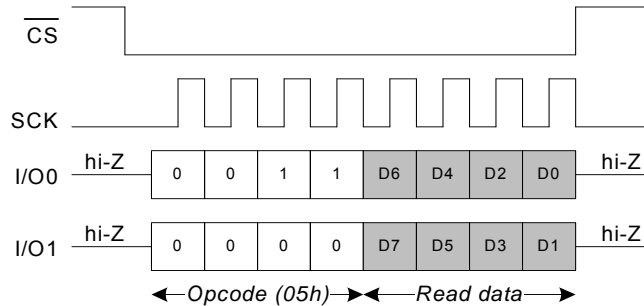 CS
SCK
hi-Z 0 0 1 1 D6 D4 D2 D0 hi-Z
I/O0
hi-Z 0 0 0 0 D7 D5 D3 D1 hi-Z
I/O1
Opcode (05h) Read data